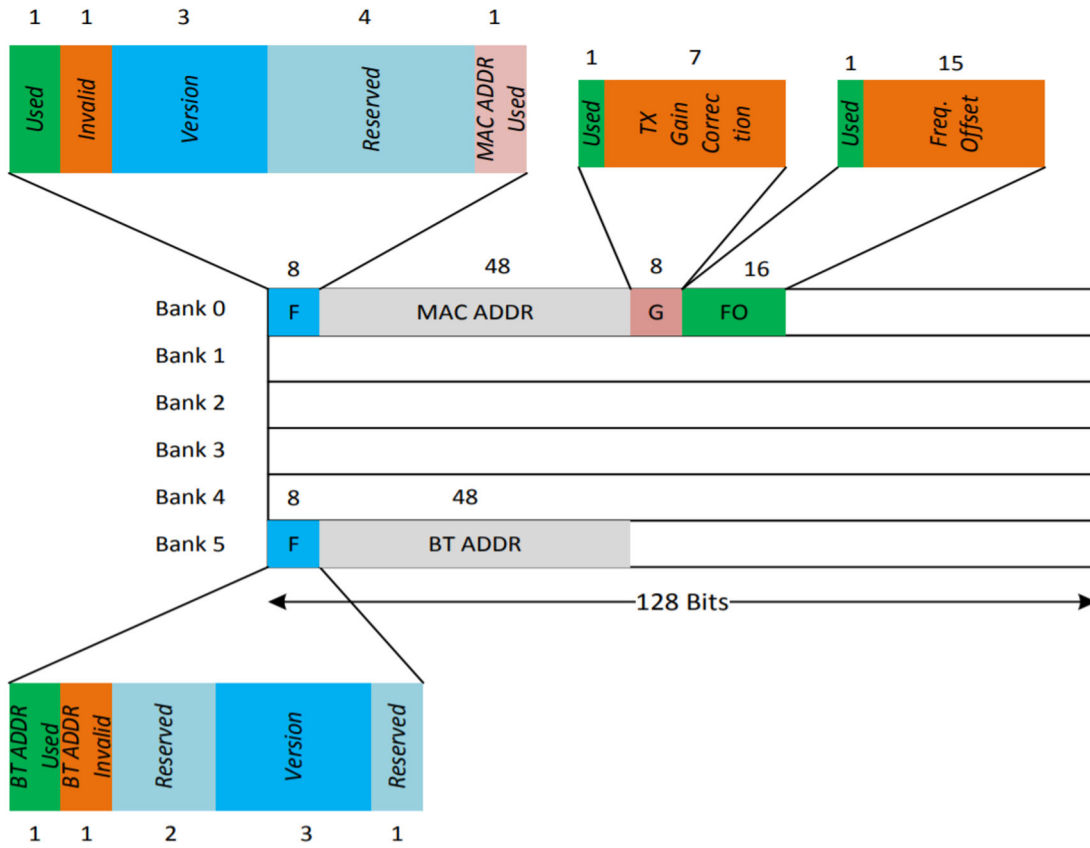 1 1 3 4 1
Used
Invalid
Version
Reserved
MAC ADDR
Used
1 7
Used
TX
Gain
Correc
tion
1 15
Used
Freq.
Offset
8 48 8 16
Bank 0 F MAC ADDR G FO
Bank 1
Bank 2
Bank 3
Bank 4 8 48
Bank 5 F BT ADDR
128 Bits
BT ADDR
Used
BT ADDR
Invalid
Reserved
Version
Reserved
1 1 2 3 1